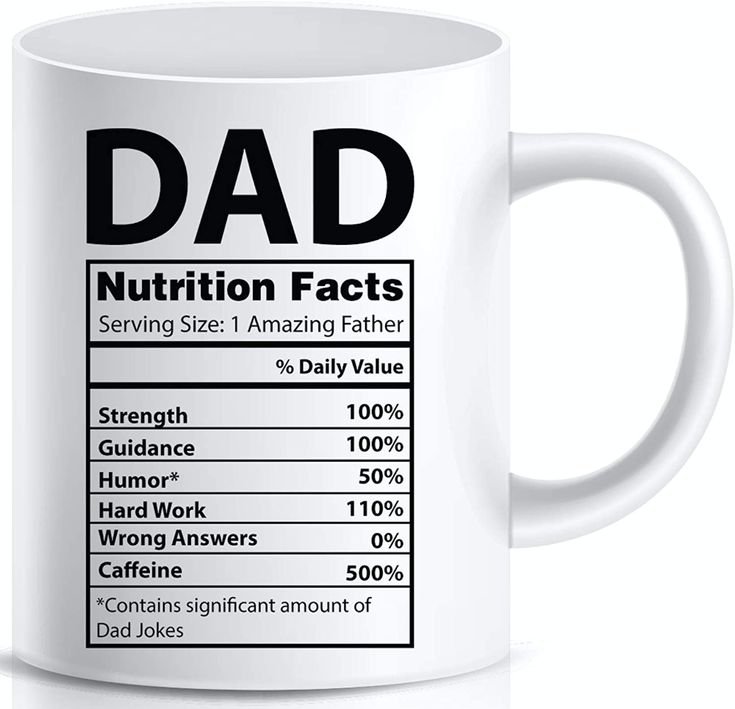 DAD
Nutrition Facts
Serving Size: 1 Amazing Father
% Daily Value
Strength 100%
Guidance 100%
Humor* 50%
Hard Work 110%
Wrong Answers 0%
Caffeine 500%
*Contains significant amount of
Dad Jokes